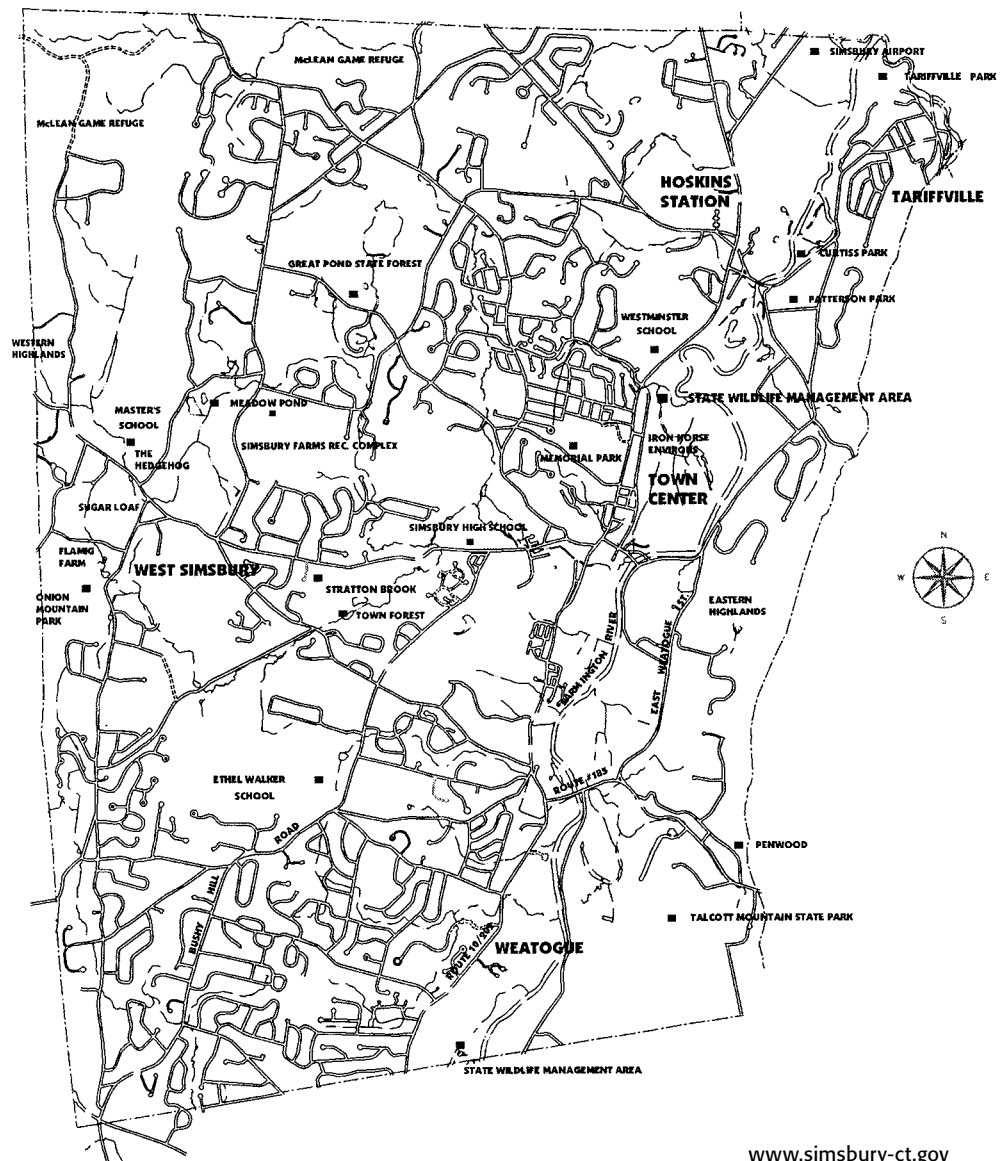 McLEAN GAME REFUGE
SIMSBURY AIRPORT
TARIFFVILLE PARK
McLEAN GAME REFUGE
HOSKINS
STATION
TARIFFVILLE
CURTISS PARK
GREAT POND STATE FOREST
PATTERSON PARK
WESTMINSTER
SCHOOL
WESTERN
HIGHLANDS
STATE WILDLIFE MANAGEMENT AREA
MEADOW POND
MASTER'S
SCHOOL
SIMSBURY FARMS REC. COMPLEX
THE
HEDGEHOG
MEMORIAL PARK
IRON HORSE
ENVIRONS
TOWN
CENTER
SUGAR LOAF
SIMSBURY HIGH SCHOOL
FLAMIG
FARM
WEST SIMSBURY
STRATTON BROOK
TOWN FOREST
ONION
MOUNTAIN
PARK
EASTERN
HIGHLANDS
N
W
E
S
FARMINGTON RIVER
EAST WEATOGUE ST.
ETHEL WALKER
SCHOOL
ROUTE #185
BUSHY HILL ROAD
PENWOOD
TALCOTT MOUNTAIN STATE PARK
WEATOGUE
ROUTE 10/202
STATE WILDLIFE MANAGEMENT AREA
www.simsbury-ct.gov